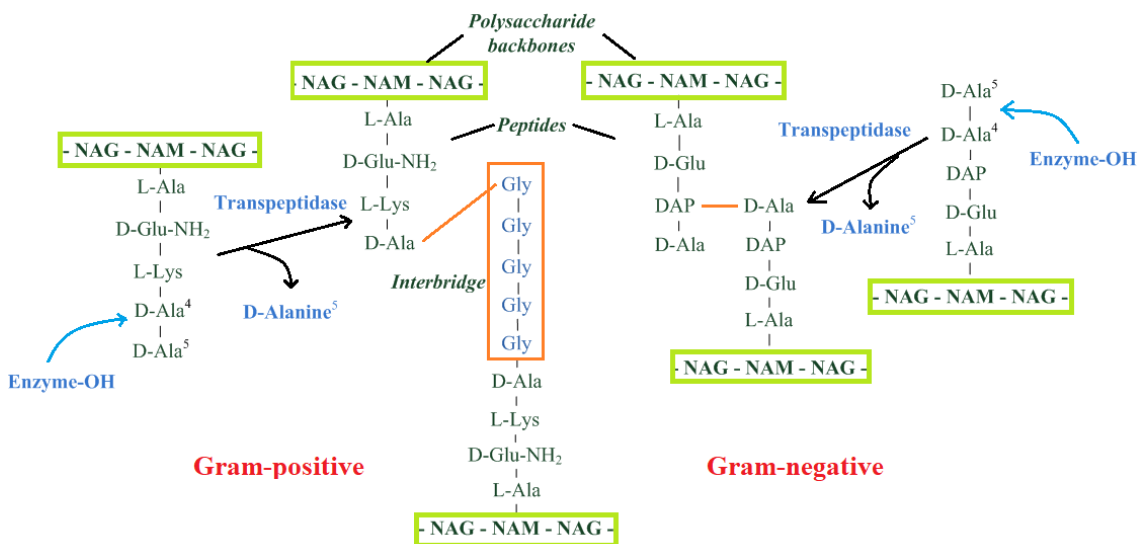 Polysaccharide
backbones
- NAG - NAM - NAG -
L-Ala
D-Glu-NH₂
L-Lys
D-Ala
- NAG - NAM - NAG -
L-Ala
D-Glu-NH₂
L-Lys
D-Ala⁴
D-Ala⁵
Enzyme-OH
Transpeptidase
D-Alanine⁵
Peptides
Interbridge
Gly
Gly
Gly
Gly
Gly
D-Ala
L-Lys
D-Glu-NH₂
L-Ala
- NAG - NAM - NAG -
Gram-positive
- NAG - NAM - NAG -
L-Ala
D-Glu
DAP
D-Ala
D-Ala
DAP
D-Glu
L-Ala
- NAG - NAM - NAG -
Transpeptidase
D-Alanine⁵
D-Ala⁵
D-Ala⁴
DAP
D-Glu
L-Ala
- NAG - NAM - NAG -
Enzyme-OH
Gram-negative